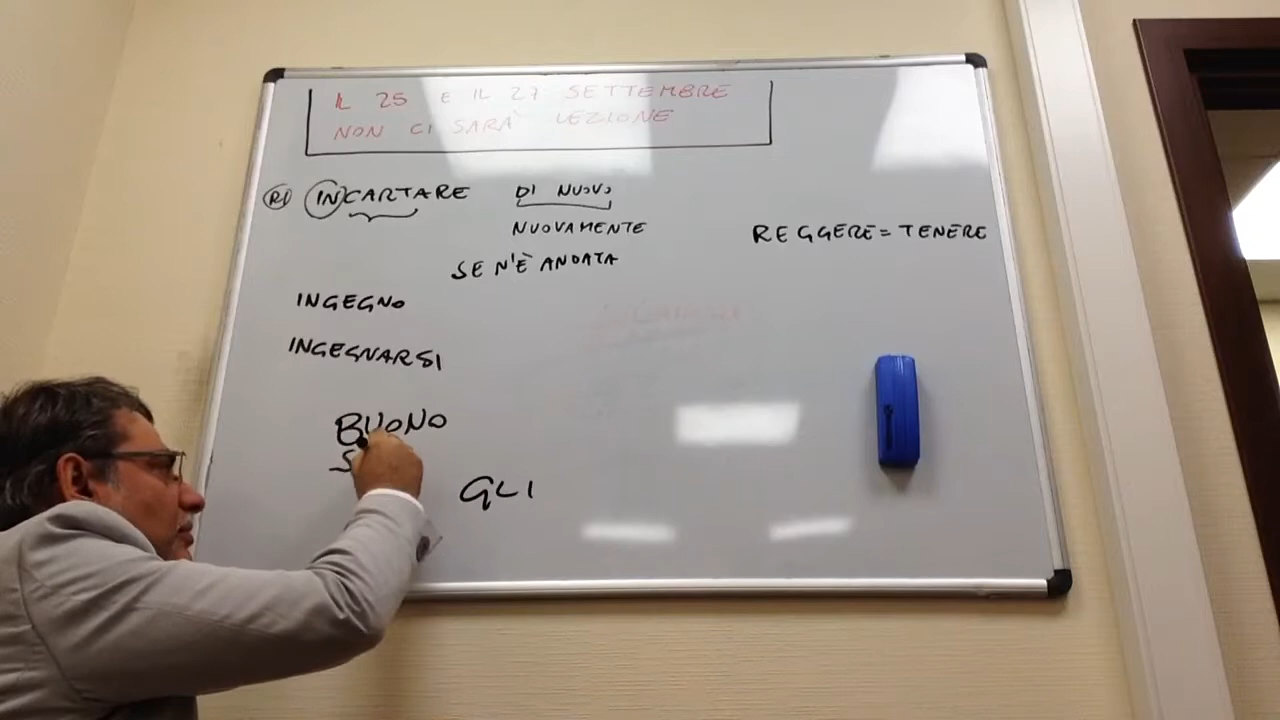 IL 25 E IL 27 SETTEMBRE
NON CI SARÀ LEZIONE
RI INCARTARE DI NUOVO
NUOVAMENTE
REGGERE = TENERE
SE N'È ANDATA
INGEGNO
INGEGNARSI
BUONO
S
GLI